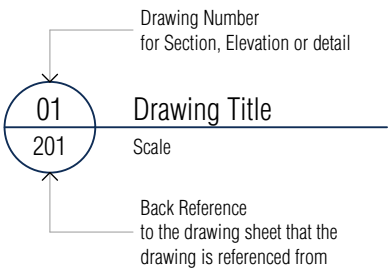 Drawing Number
for Section, Elevation or detail
01
Drawing Title
201
Scale
Back Reference
to the drawing sheet that the
drawing is referenced from